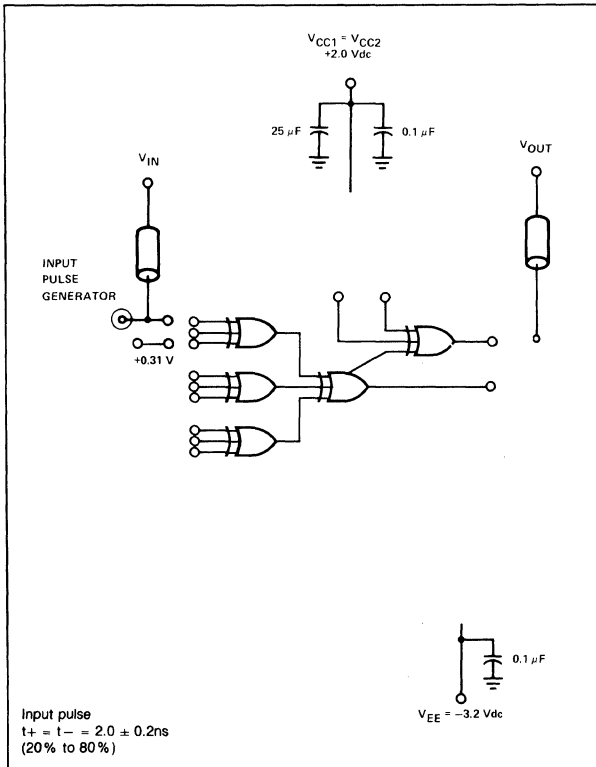 V_CC1 = V_CC2
+2.0 Vdc
25 μF
0.1 μF
V_IN
V_OUT
INPUT
PULSE
GENERATOR
+0.31 V
0.1 μF
V_EE = −3.2 Vdc
Input pulse
t+ = t− = 2.0 ± 0.2ns
(20% to 80%)